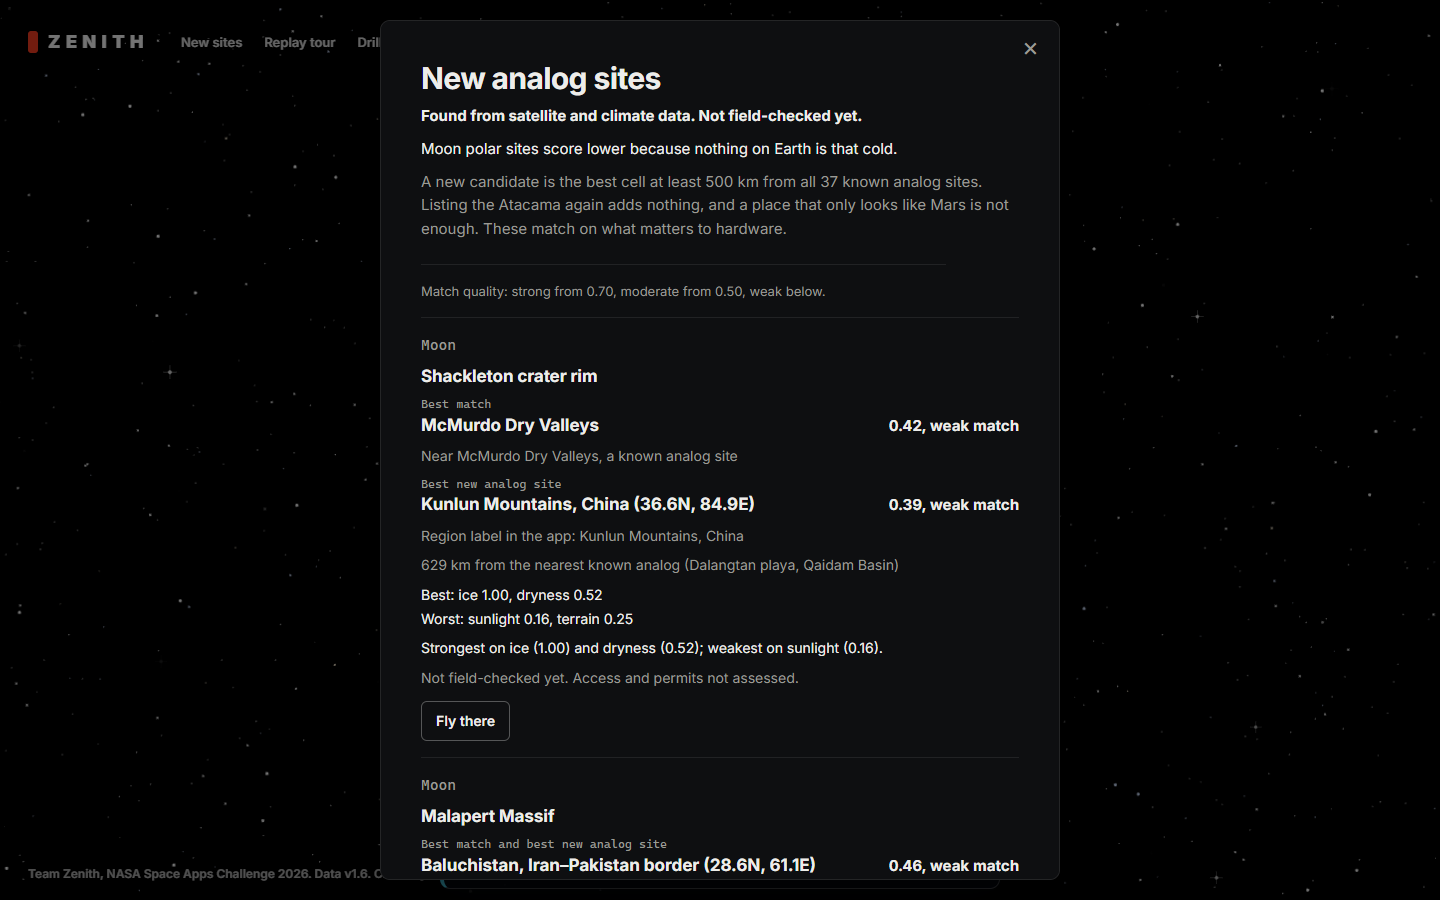 ZENITH
New sites
Replay tour
New analog sites
Found from satellite and climate data. Not field-checked yet.
Moon polar sites score lower because nothing on Earth is that cold.
A new candidate is the best cell at least 500 km from all 37 known analog sites.
Listing the Atacama again adds nothing, and a place that only looks like Mars is not
enough. These match on what matters to hardware.
Match quality: strong from 0.70, moderate from 0.50, weak below.
Moon
Shackleton crater rim
Best match
McMurdo Dry Valleys 0.42, weak match
Near McMurdo Dry Valleys, a known analog site
Best new analog site
Kunlun Mountains, China (36.6N, 84.9E) 0.39, weak match
Region label in the app: Kunlun Mountains, China
629 km from the nearest known analog (Dalangtan playa, Qaidam Basin)
Best: ice 1.00, dryness 0.52
Worst: sunlight 0.16, terrain 0.25
Strongest on ice (1.00) and dryness (0.52); weakest on sunlight (0.16).
Not field-checked yet. Access and permits not assessed.
Fly there
Moon
Malapert Massif
Best match and best new analog site
Baluchistan, Iran–Pakistan border (28.6N, 61.1E) 0.46, weak match
Team Zenith, NASA Space Apps Challenge 2026. Data v1.6.